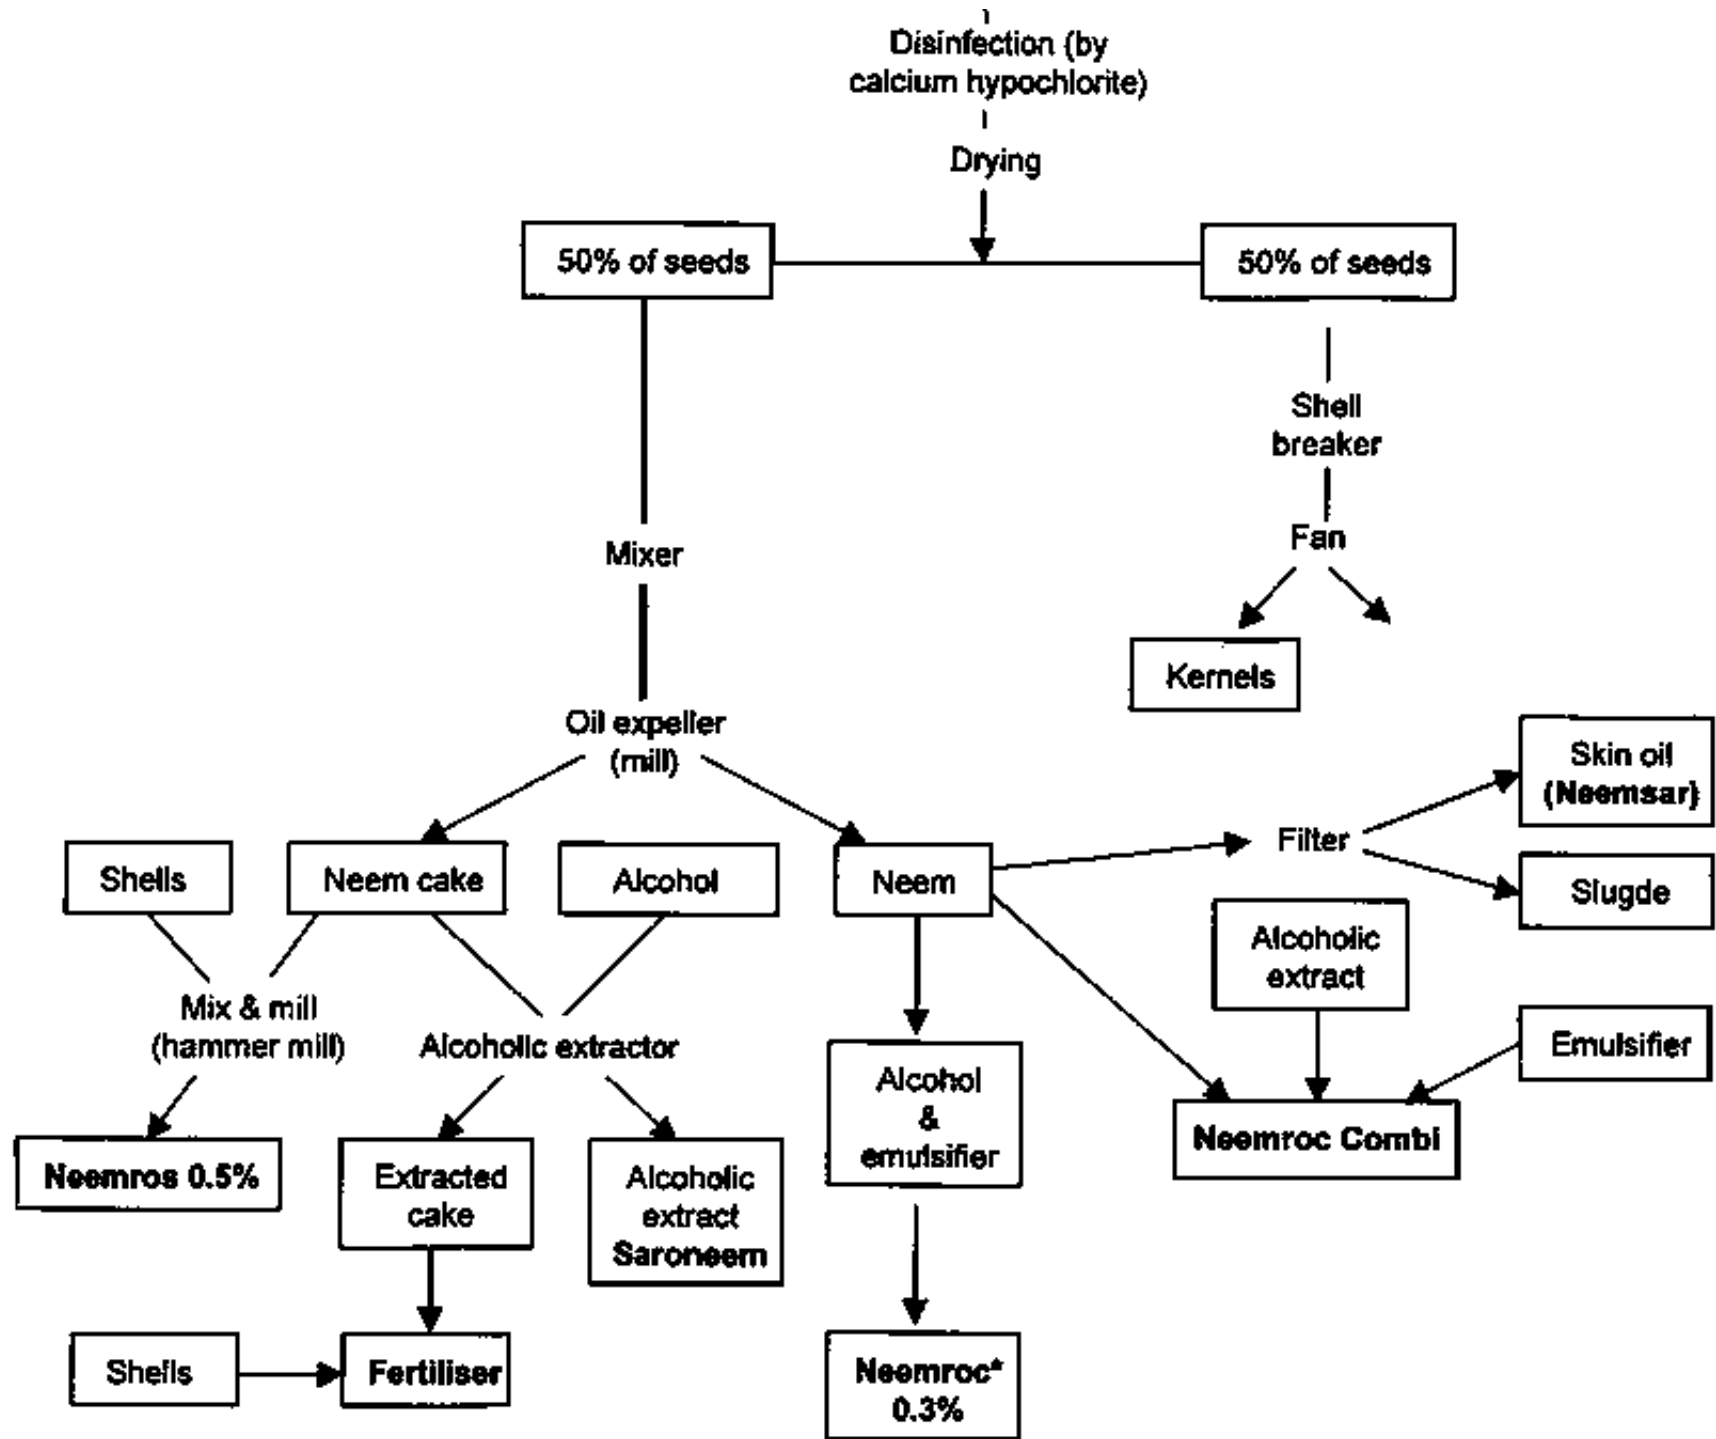 Disinfection (by
calcium hypochlorite)
Drying
50% of seeds
50% of seeds
Shell
breaker
Fan
Mixer
Kernels
Oil expeller
(mill)
Skin oil
(Neemsar)
Filter
Shells
Neem cake
Alcohol
Neem
Slugde
Alcoholic
extract
Mix & mill
(hammer mill)
Alcoholic extractor
Emulsifier
Alcohol
&
emulsifier
Neemroc Combi
Neemros 0.5%
Extracted
cake
Alcoholic
extract
Saroneem
Shells
Fertiliser
Neemroc*
0.3%